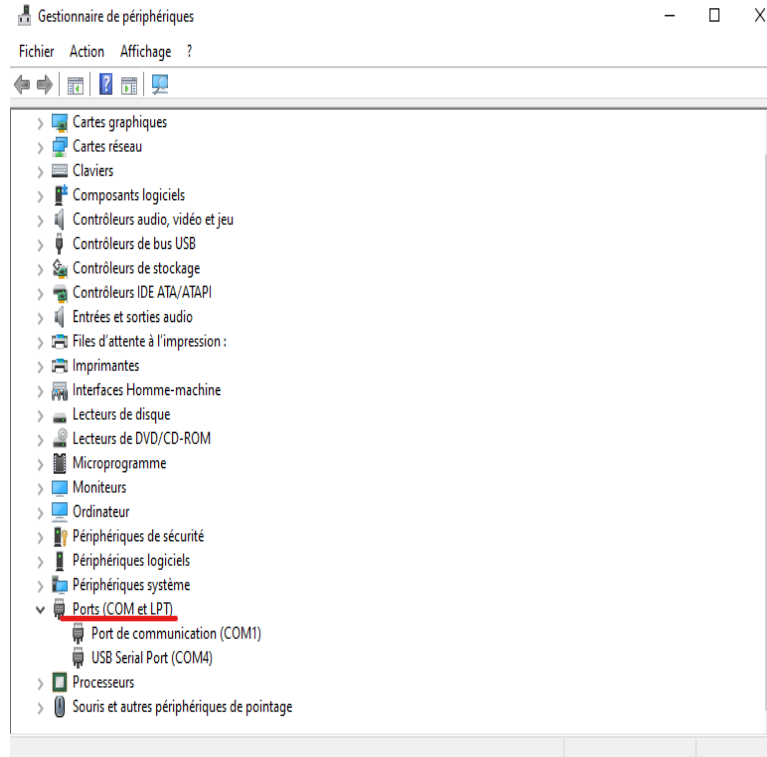 Gestionnaire de périphériques
Fichier Action Affichage ?
Cartes graphiques
Cartes réseau
Claviers
Composants logiciels
Contrôleurs audio, vidéo et jeu
Contrôleurs de bus USB
Contrôleurs de stockage
Contrôleurs IDE ATA/ATAPI
Entrées et sorties audio
Files d'attente à l'impression :
Imprimantes
Interfaces Homme-machine
Lecteurs de disque
Lecteurs de DVD/CD-ROM
Microprogramme
Moniteurs
Ordinateur
Périphériques de sécurité
Périphériques logiciels
Périphériques système
Ports (COM et LPT)
Port de communication (COM1)
USB Serial Port (COM4)
Processeurs
Souris et autres périphériques de pointage